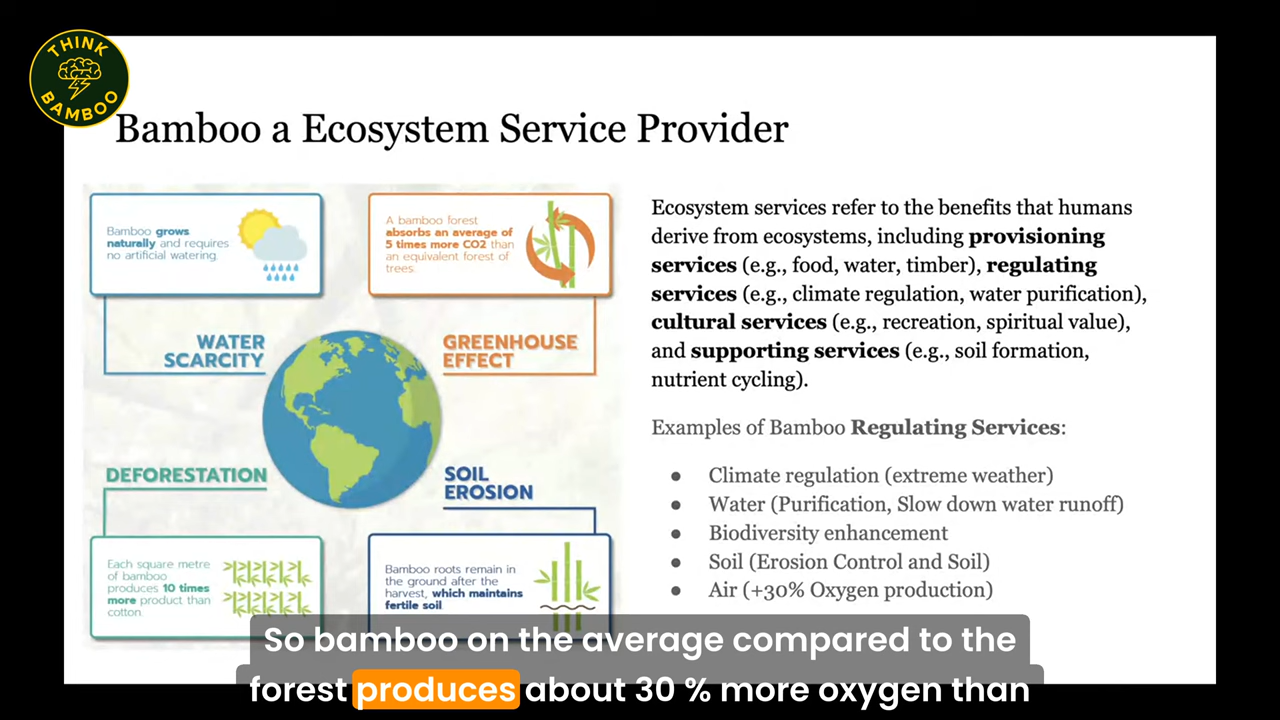 THINK
BAMBOO
Bamboo a Ecosystem Service Provider
Bamboo grows
naturally and requires
no artificial watering.
A bamboo forest
absorbs an average of
5 times more CO2 than
an equivalent forest of
trees.
WATER
SCARCITY
GREENHOUSE
EFFECT
DEFORESTATION
SOIL
EROSION
Each square metre
of bamboo
produces 10 times
more product than
cotton.
Bamboo roots remain in
the ground after the
harvest, which maintains
fertile soil.
Ecosystem services refer to the benefits that humans
derive from ecosystems, including provisioning
services (e.g., food, water, timber), regulating
services (e.g., climate regulation, water purification),
cultural services (e.g., recreation, spiritual value),
and supporting services (e.g., soil formation,
nutrient cycling).
Examples of Bamboo Regulating Services:
● Climate regulation (extreme weather)
● Water (Purification, Slow down water runoff)
● Biodiversity enhancement
● Soil (Erosion Control and Soil)
● Air (+30% Oxygen production)
So bamboo on the average compared to the
forest produces about 30 % more oxygen than